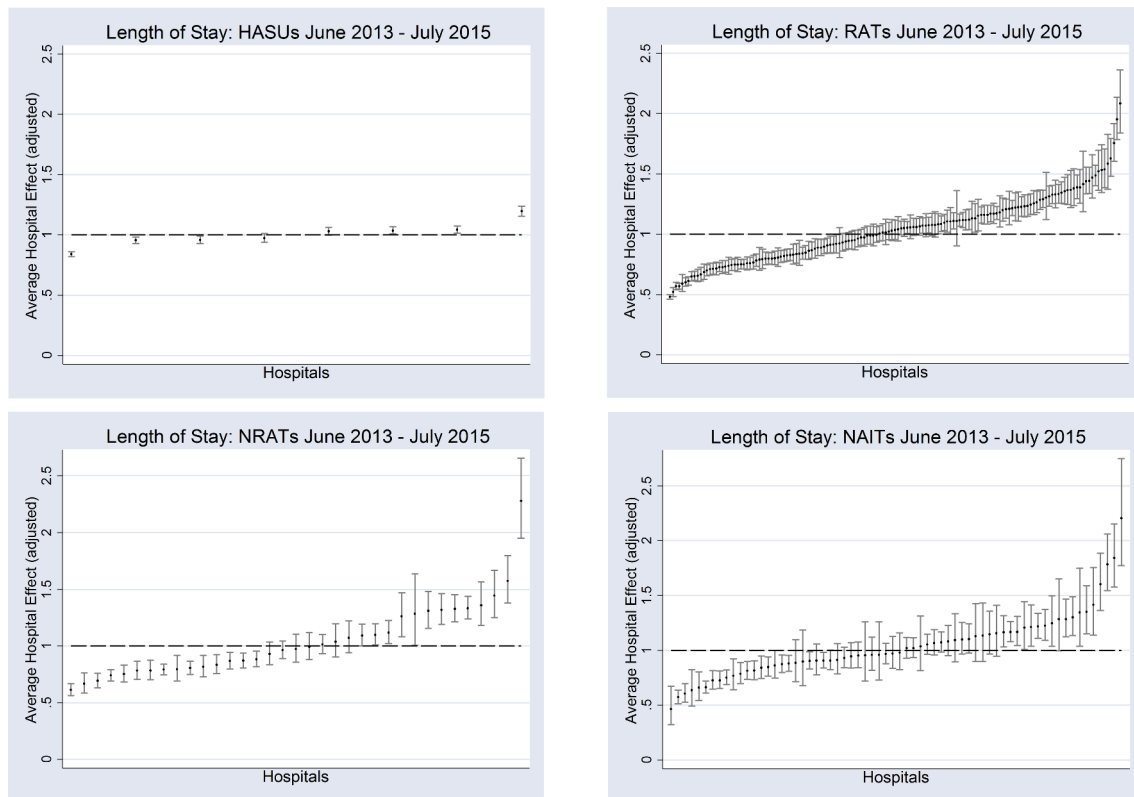 Length of Stay: HASUs June 2013 - July 2015
Average Hospital Effect (adjusted)
2.5
2
1.5
1
.5
0
Hospitals
Length of Stay: RATs June 2013 - July 2015
Average Hospital Effect (adjusted)
2.5
2
1.5
1
.5
0
Hospitals
Length of Stay: NRATs June 2013 - July 2015
Average Hospital Effect (adjusted)
2.5
2
1.5
1
.5
0
Hospitals
Length of Stay: NAITs June 2013 - July 2015
Average Hospital Effect (adjusted)
2.5
2
1.5
1
.5
0
Hospitals